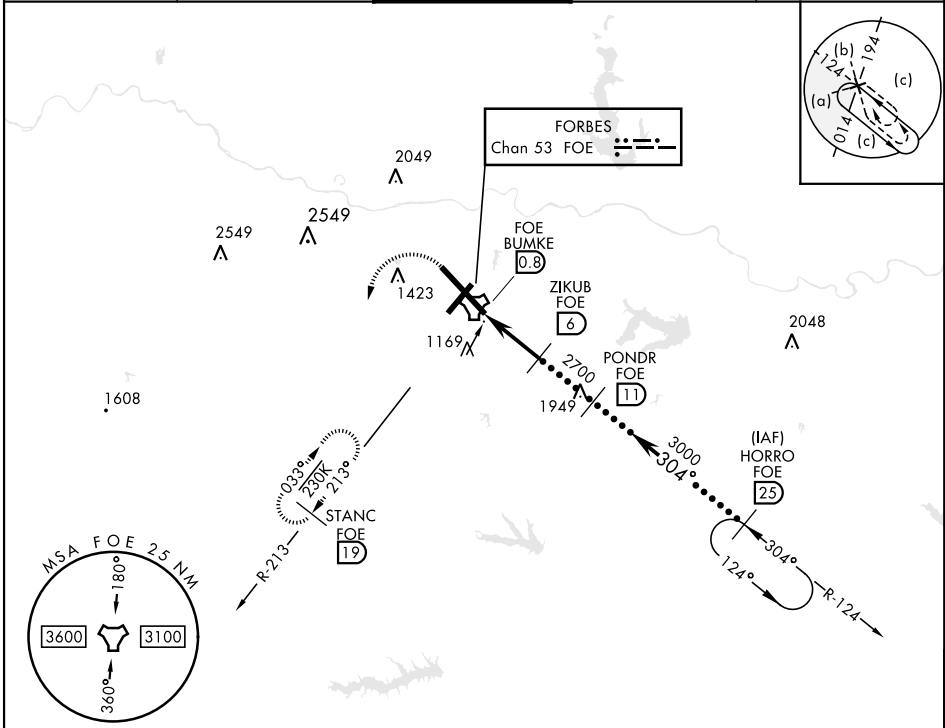 (b)
194
124
(c)
(a)
014
(c)
FORBES
Chan 53 FOE
2049
2549
2549
FOE
BUMKE
0.8
1423
ZIKUB
FOE
6
1169
2048
2700
PONDR
FOE
11
1949
1608
(IAF)
HORRO
FOE
25
3000
304°
033°
230K
213°
STANC
FOE
19
304°
124°
R-213
R-124
MSA FOE 25 NM
180°
3600
3100
360°